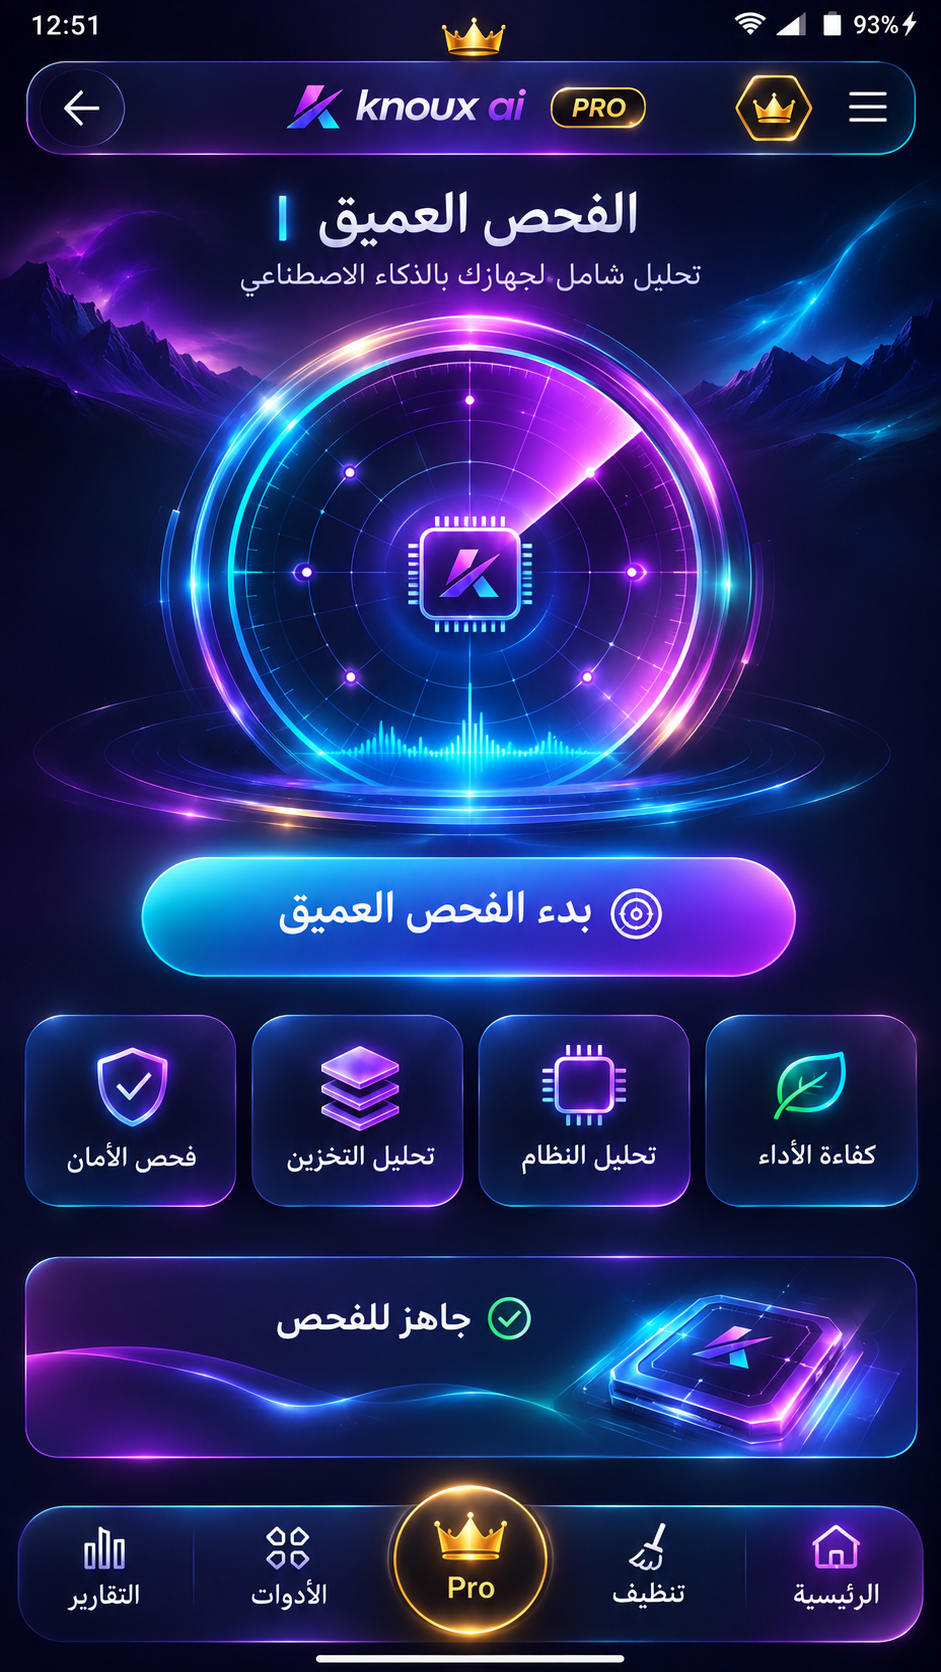 12:51
93%
knoux ai PRO
الفحص العميق
تحليل شامل لجهازك بالذكاء الاصطناعي
بدء الفحص العميق
كفاءة الأداء
تحليل النظام
تحليل التخزين
فحص الأمان
جاهز للفحص
الرئيسية
تنظيف
Pro
الأدوات
التقارير